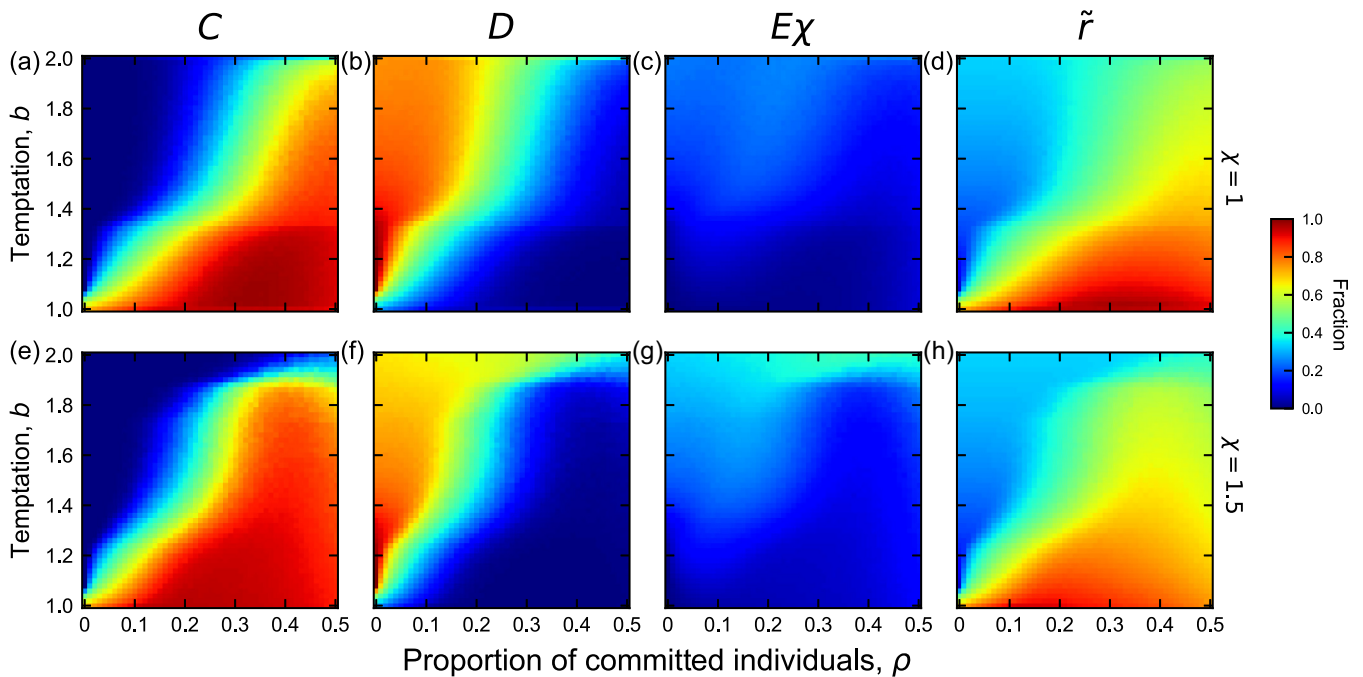 C D Eχ r̃
(a) (b) (c) (d)
2.0
1.8
1.6
1.4
1.2
1.0
Temptation, b
χ = 1
(e) (f) (g) (h)
2.0
1.8
1.6
1.4
1.2
1.0
Temptation, b
χ = 1.5
0 0.1 0.2 0.3 0.4 0.5 0 0.1 0.2 0.3 0.4 0.5 0 0.1 0.2 0.3 0.4 0.5 0 0.1 0.2 0.3 0.4 0.5
Proportion of committed individuals, ρ
1.0
0.8
0.6
0.4
0.2
0.0
Fraction